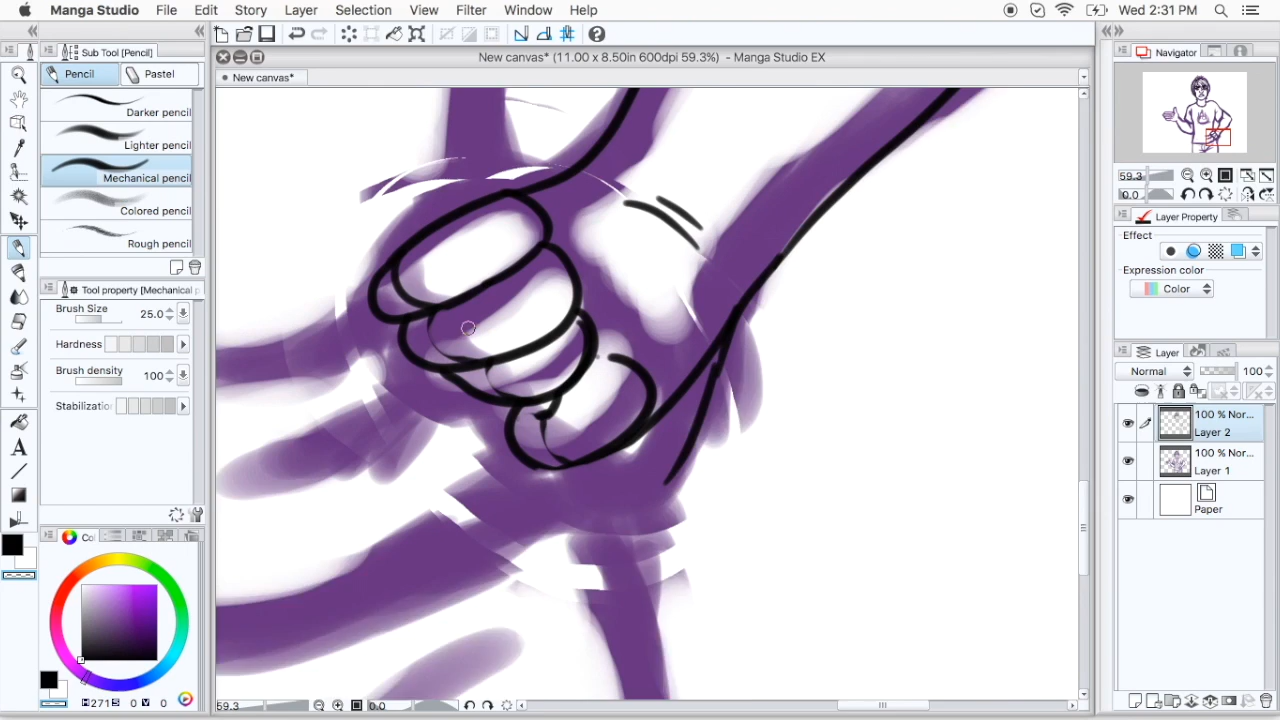 Manga Studio File Edit Story Layer Selection View Filter Window Help Wed 2:31 PM
Sub Tool [Pencil]
Pencil Pastel
Darker pencil
Lighter pencil
Mechanical pencil
Colored pencil
Rough pencil
Tool property [Mechanical p
Brush Size 25.0
Hardness
Brush density 100
Stabilizatio
Co
H 271 S 0 V 0
New canvas* (11.00 x 8.50in 600dpi 59.3%) - Manga Studio EX
New canvas*
59.3 0.0
Navigator
59.3
0.0
Layer Property
Effect
Expression color
Color
Layer
Normal 100
100 % Nor...
Layer 2
100 % Nor...
Layer 1
Paper